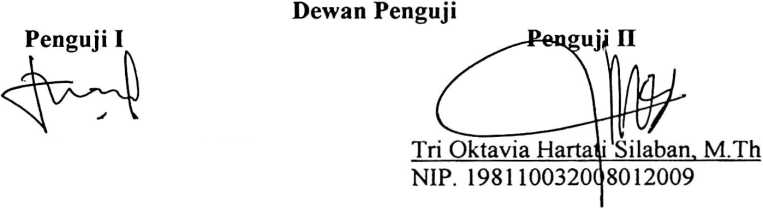 Dewan Penguji
Penguji I
Penguji II
Tri Oktavia Hartati Silaban, M.Th
NIP. 198110032008012009